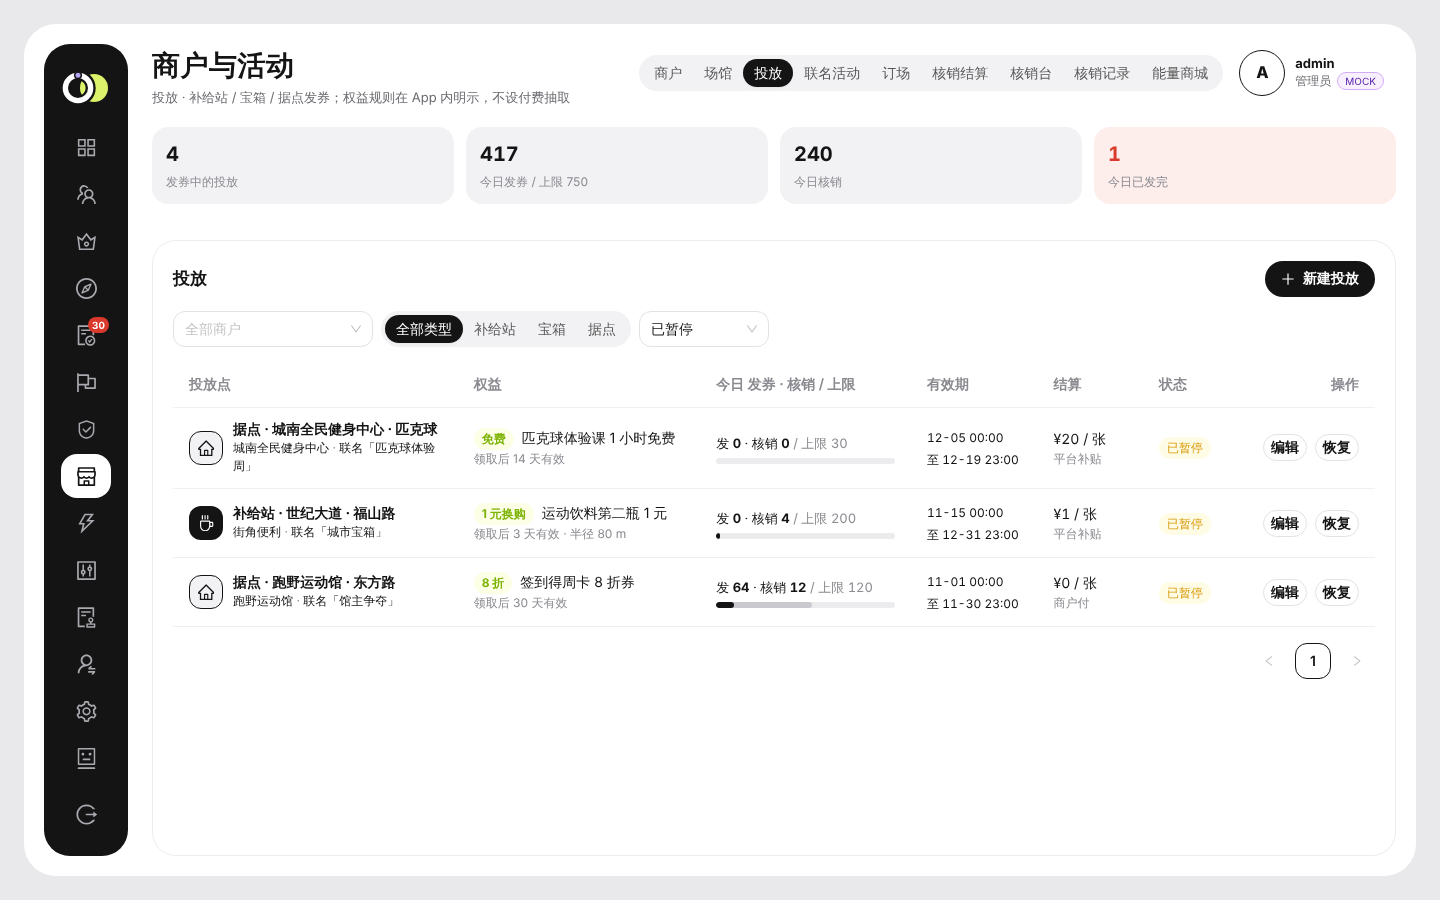 商户与活动
投放 · 补给站 / 宝箱 / 据点发券；权益规则在 App 内明示，不设付费抽取
商户 场馆 投放 联名活动 订场 核销结算 核销台 核销记录 能量商城
A
admin
管理员 MOCK
30
4
发券中的投放
417
今日发券 / 上限 750
240
今日核销
1
今日已发完
投放
新建投放
全部商户
全部类型 补给站 宝箱 据点
已暂停
投放点 权益 今日 发券 · 核销 / 上限 有效期 结算 状态 操作
据点 · 城南全民健身中心 · 匹克球
城南全民健身中心 · 联名「匹克球体验
周」
免费 匹克球体验课 1 小时免费
领取后 14 天有效
发 0 · 核销 0 / 上限 30
12-05 00:00
至 12-19 23:00
¥20 / 张
平台补贴
已暂停
编辑 恢复
补给站 · 世纪大道 · 福山路
街角便利 · 联名「城市宝箱」
1 元换购 运动饮料第二瓶 1 元
领取后 3 天有效 · 半径 80 m
发 0 · 核销 4 / 上限 200
11-15 00:00
至 12-31 23:00
¥1 / 张
平台补贴
已暂停
编辑 恢复
据点 · 跑野运动馆 · 东方路
跑野运动馆 · 联名「馆主争夺」
8 折 签到得周卡 8 折券
领取后 30 天有效
发 64 · 核销 12 / 上限 120
11-01 00:00
至 11-30 23:00
¥0 / 张
商户付
已暂停
编辑 恢复
1